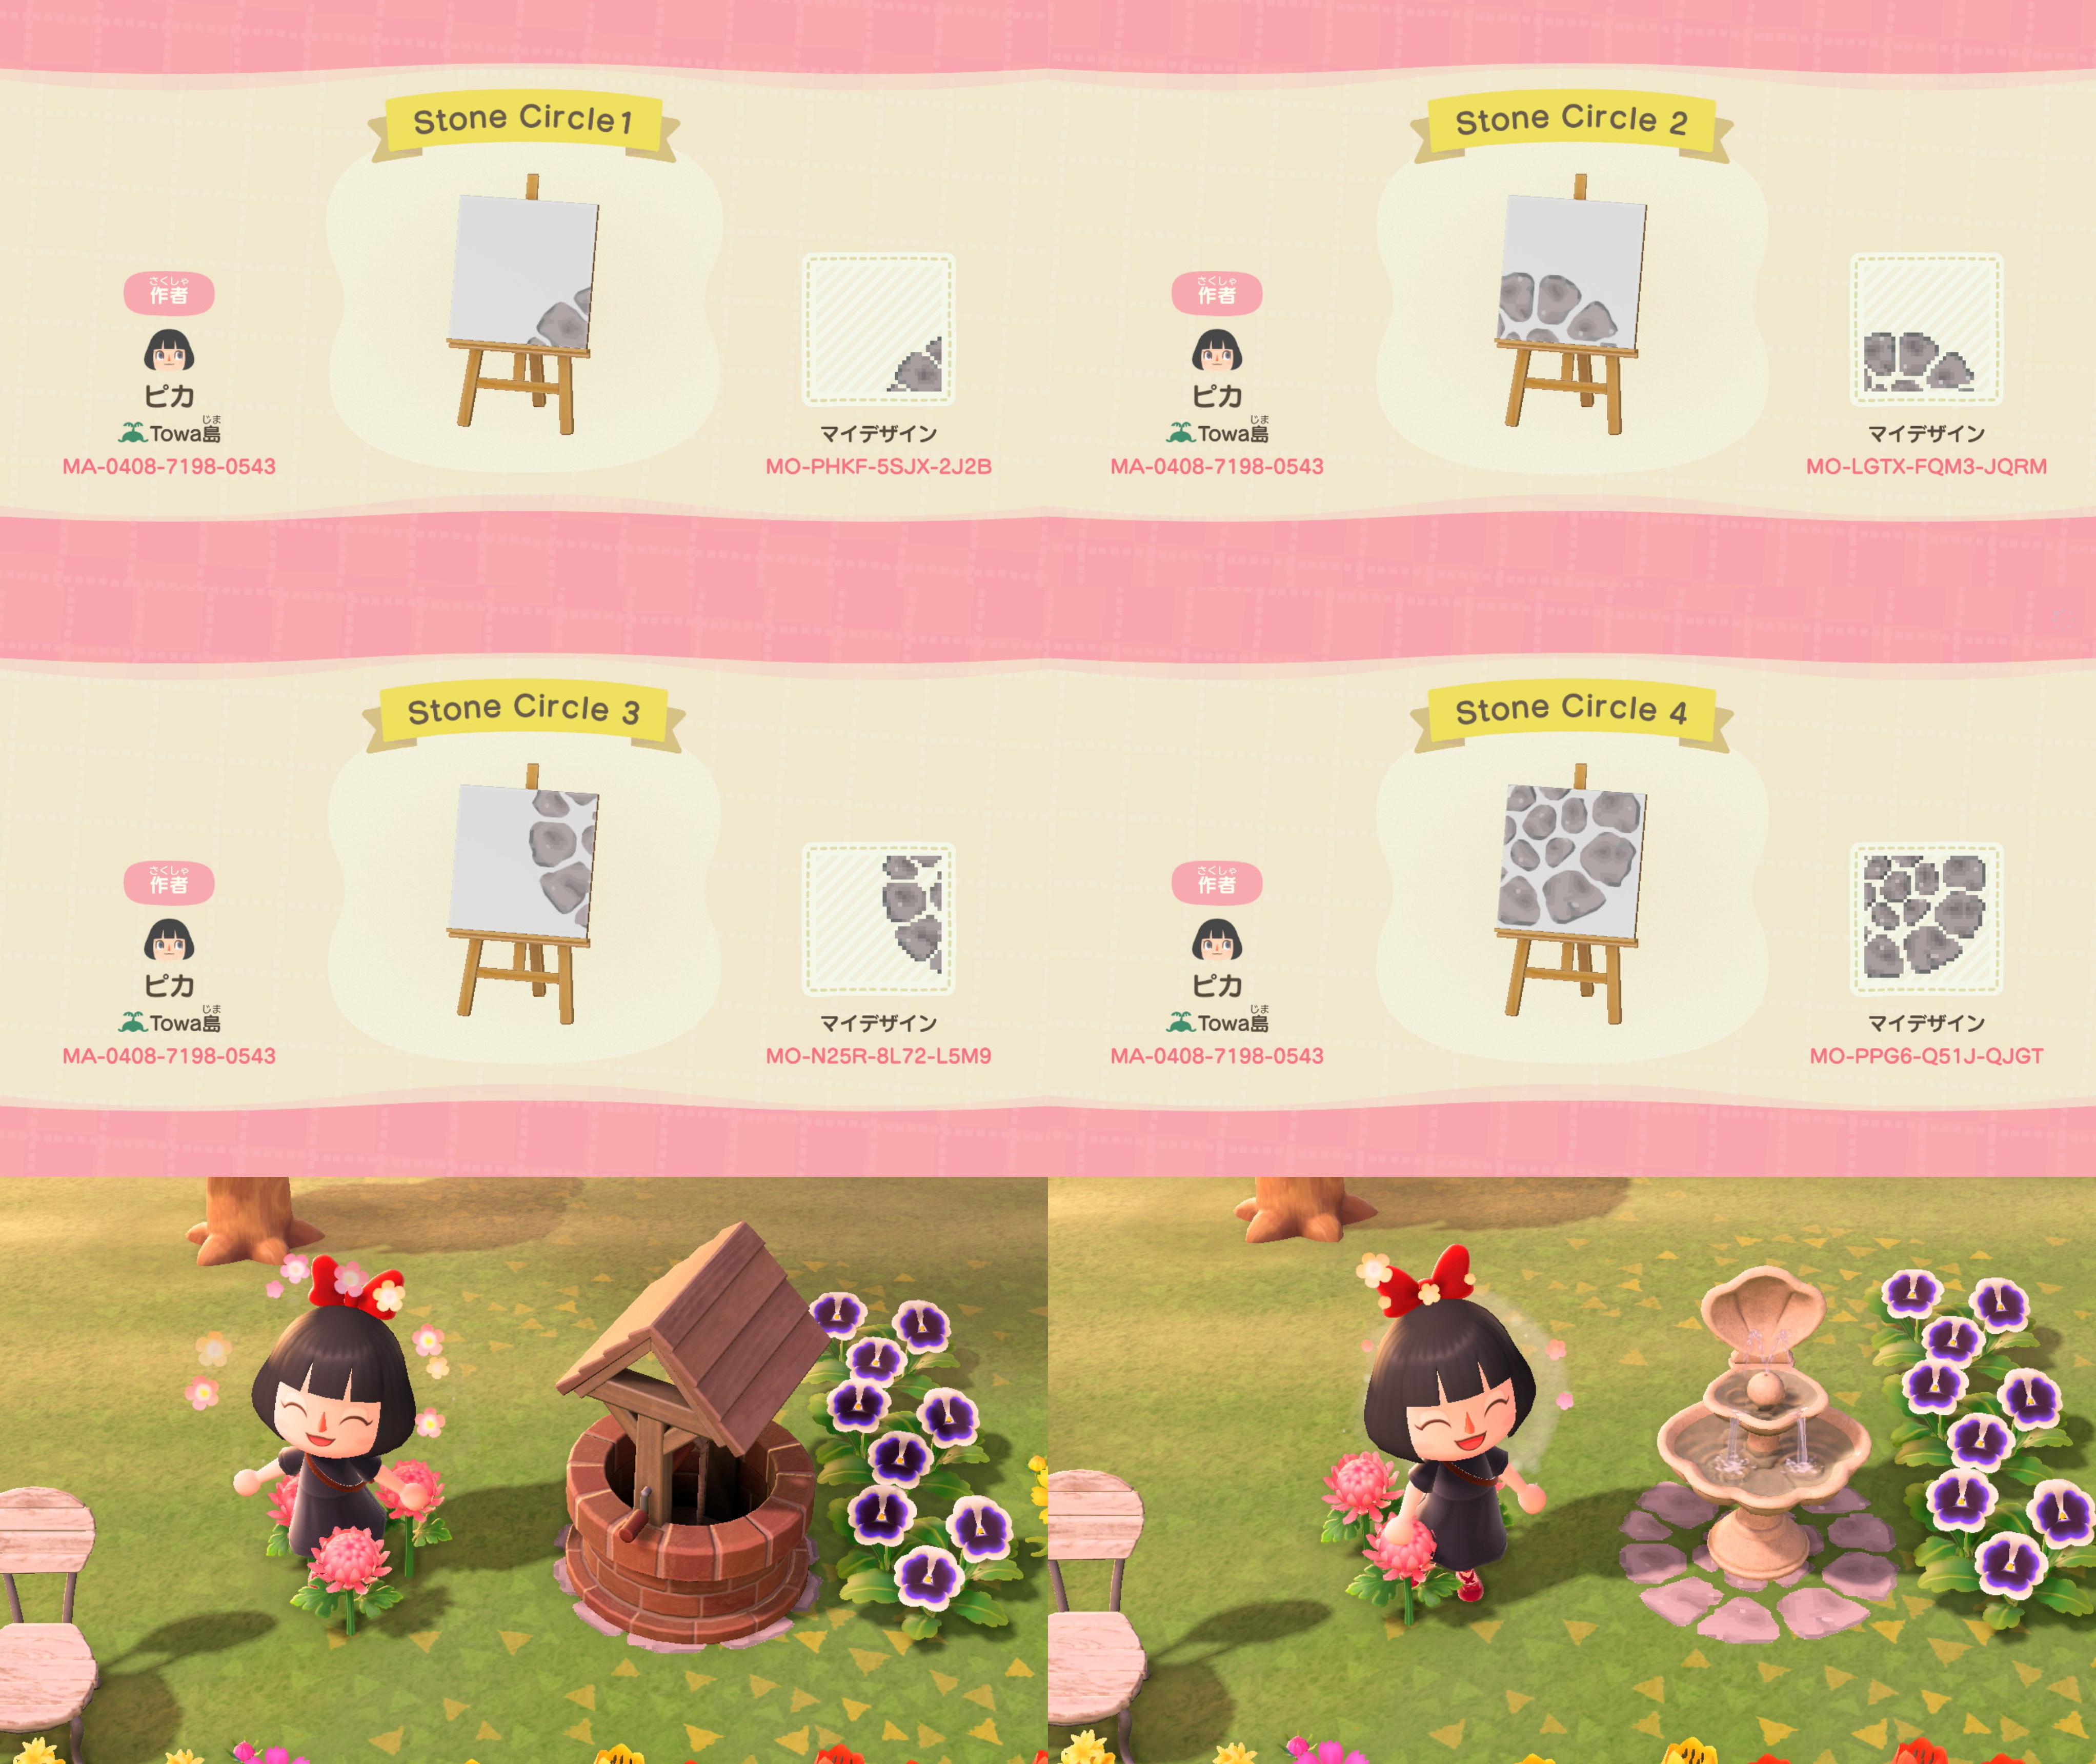 Stone Circle1
さくしゃ
作者
ピカ
じま
Towa島
MA-0408-7198-0543
マイデザイン
MO-PHKF-5SJX-2J2B
Stone Circle 2
さくしゃ
作者
ピカ
じま
Towa島
MA-0408-7198-0543
マイデザイン
MO-LGTX-FQM3-JQRM
Stone Circle 3
さくしゃ
作者
ピカ
じま
Towa島
MA-0408-7198-0543
マイデザイン
MO-N25R-8L72-L5M9
Stone Circle 4
さくしゃ
作者
ピカ
じま
Towa島
MA-0408-7198-0543
マイデザイン
MO-PPG6-Q51J-QJGT